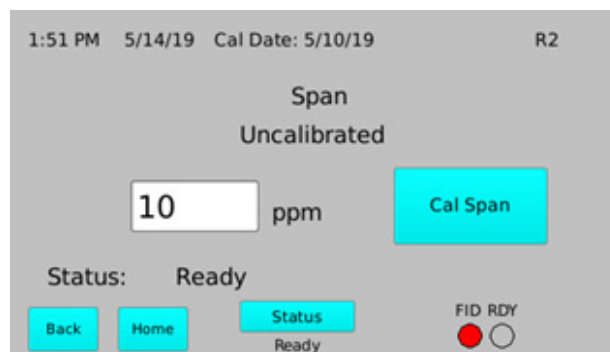 1:51 PM 5/14/19 Cal Date: 5/10/19 R2
Span
Uncalibrated
10 ppm Cal Span
Status: Ready
Back Home Status FID RDY
Ready